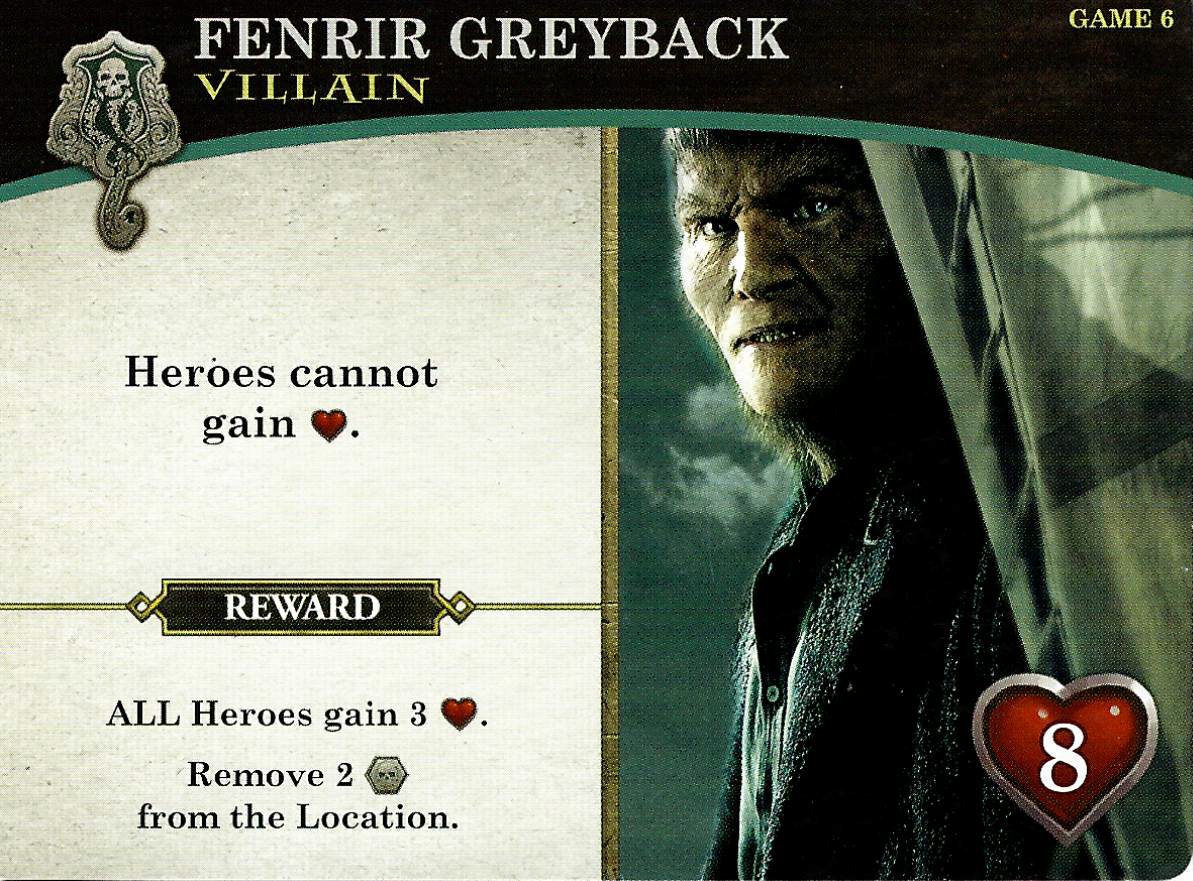 FENRIR GREYBACK
GAME 6
VILLAIN
Heroes cannot
gain ❤.
REWARD
ALL Heroes gain 3 ❤.
Remove 2
from the Location.
8